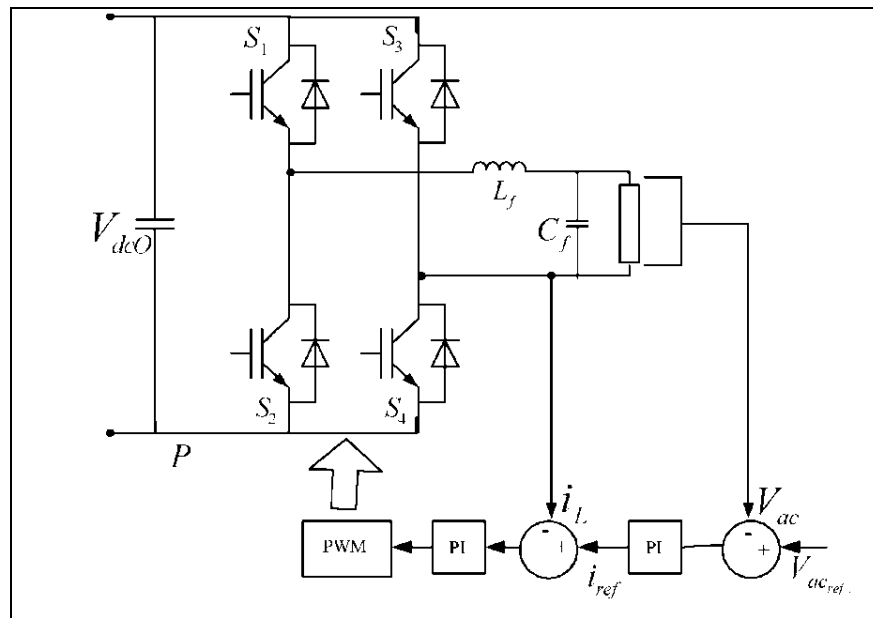 S1
S3
Lf
Cf
VdcO
S2
S4
P
iL
Vac
PWM
PI
PI
iref
Vacref.